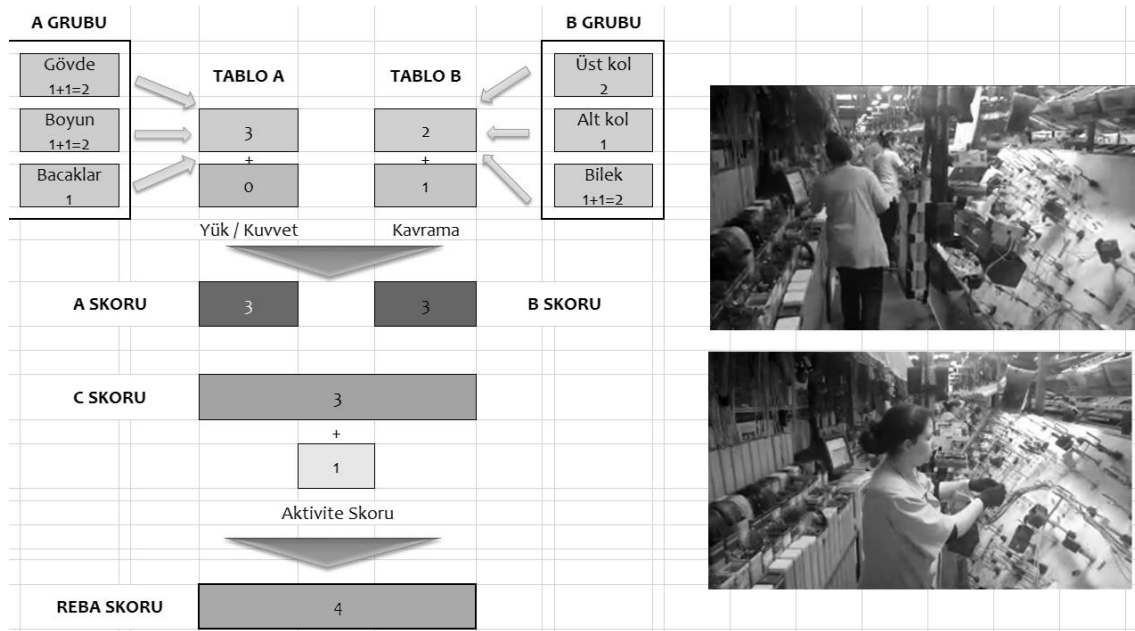 A GRUBU
B GRUBU
Gövde
1+1=2
Boyun
1+1=2
Bacaklar
1
TABLO A
3
+
0
Yük / Kuvvet
TABLO B
2
+
1
Kavrama
Üst kol
2
Alt kol
1
Bilek
1+1=2
A SKORU
3
3
B SKORU
C SKORU
3
+
1
Aktivite Skoru
REBA SKORU
4